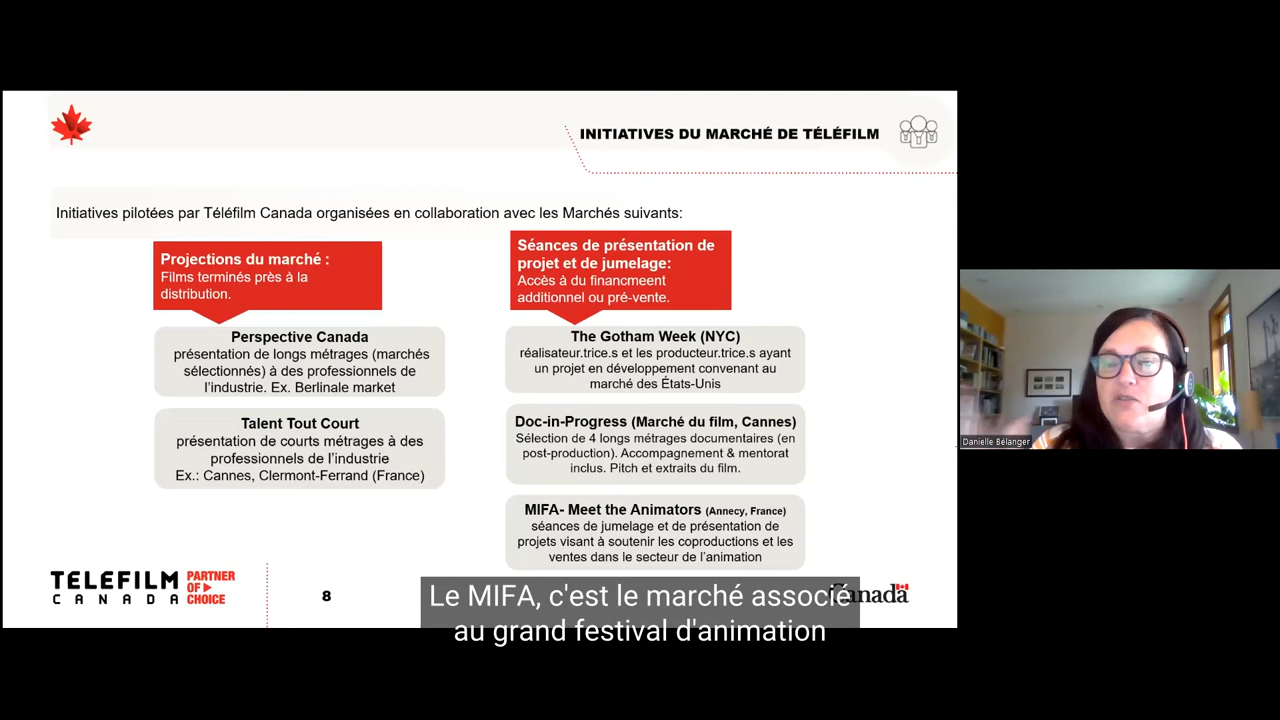 INITIATIVES DU MARCHÉ DE TÉLÉFILM
Initiatives pilotées par Téléfilm Canada organisées en collaboration avec les Marchés suivants:
Projections du marché :
Films terminés près à la
distribution.
Perspective Canada
présentation de longs métrages (marchés
sélectionnés) à des professionnels de
l’industrie. Ex. Berlinale market
Talent Tout Court
présentation de courts métrages à des
professionnels de l’industrie
Ex.: Cannes, Clermont-Ferrand (France)
Séances de présentation de
projet et de jumelage:
Accès à du financmeent
additionnel ou pré-vente.
The Gotham Week (NYC)
réalisateur.trice.s et les producteur.trice.s ayant
un projet en développement convenant au
marché des États-Unis
Doc-in-Progress (Marché du film, Cannes)
Sélection de 4 longs métrages documentaires (en
post-production). Accompagnement & mentorat
inclus. Pitch et extraits du film.
MIFA- Meet the Animators (Annecy, France)
séances de jumelage et de présentation de
projets visant à soutenir les coproductions et les
ventes dans le secteur de l’animation
Danielle Bélanger
TELEFILM
CANADA
PARTNER
OF
CHOICE
8
Canada
Le MIFA, c'est le marché associé
au grand festival d'animation